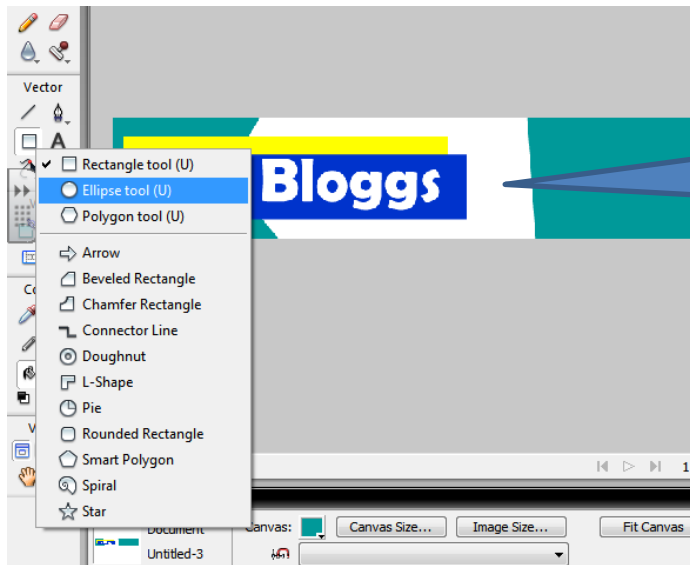 Vector
A
Rectangle tool (U)
Ellipse tool (U)
Polygon tool (U)
Arrow
Beveled Rectangle
Chamfer Rectangle
Connector Line
Doughnut
L-Shape
Pie
Rounded Rectangle
Smart Polygon
Spiral
Star
Bloggs
1
Document
Untitled-3
Canvas:
Canvas Size...
Image Size...
Fit Canvas